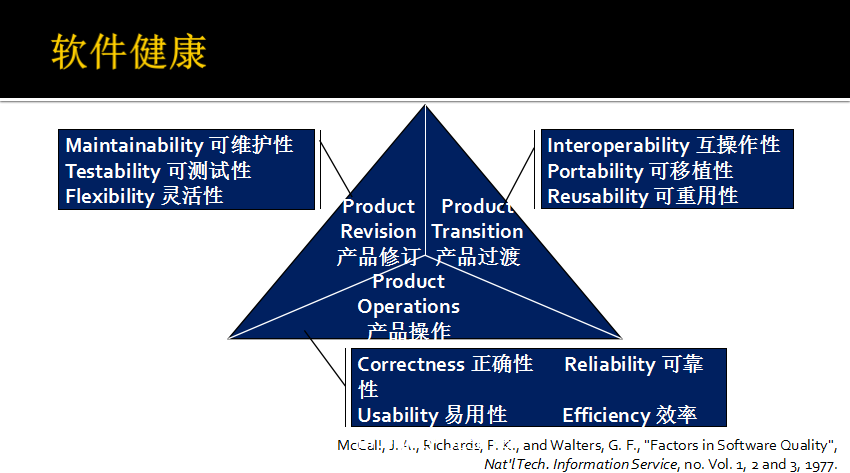 软件健康
Maintainability 可维护性
Testability 可测试性
Flexibility 灵活性
Interoperability 互操作性
Portability 可移植性
Reusability 可重用性
Product
Revision
产品修订
Product
Transition
产品过渡
Product
Operations
产品操作
Correctness 正确性 Reliability 可靠
性
Usability 易用性 Efficiency 效率
McCall, J. A., Richards, P. K., and Walters, G. F., "Factors in Software Quality",
Nat'l Tech. Information Service, no. Vol. 1, 2 and 3, 1977.